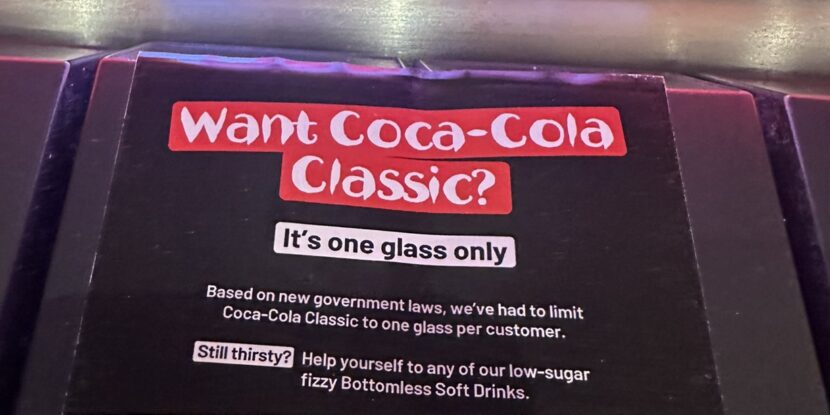 Want Coca-Cola
Classic?
It's one glass only
Based on new government laws, we've had to limit
Coca-Cola Classic to one glass per customer.
Still thirsty? Help yourself to any of our low-sugar
fizzy Bottomless Soft Drinks.